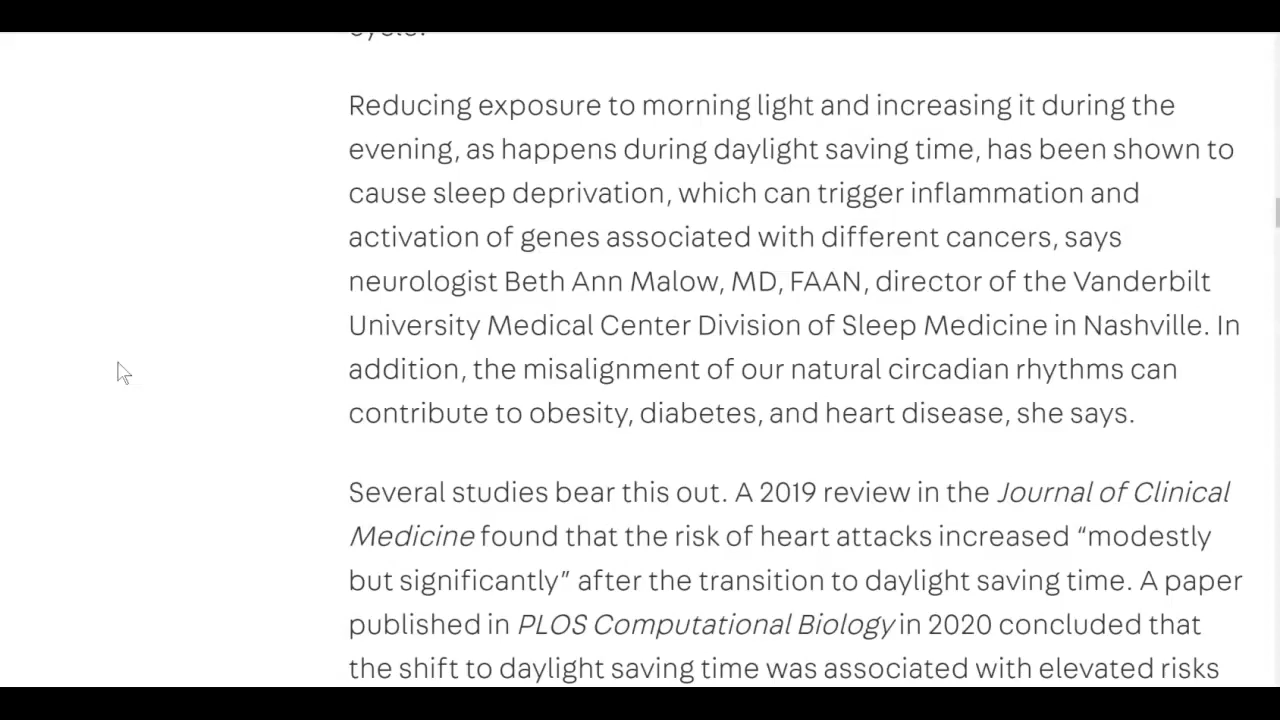 Reducing exposure to morning light and increasing it during the
evening, as happens during daylight saving time, has been shown to
cause sleep deprivation, which can trigger inflammation and
activation of genes associated with different cancers, says
neurologist Beth Ann Malow, MD, FAAN, director of the Vanderbilt
University Medical Center Division of Sleep Medicine in Nashville. In
addition, the misalignment of our natural circadian rhythms can
contribute to obesity, diabetes, and heart disease, she says.
Several studies bear this out. A 2019 review in the Journal of Clinical
Medicine found that the risk of heart attacks increased “modestly
but significantly” after the transition to daylight saving time. A paper
published in PLOS Computational Biology in 2020 concluded that
the shift to daylight saving time was associated with elevated risks